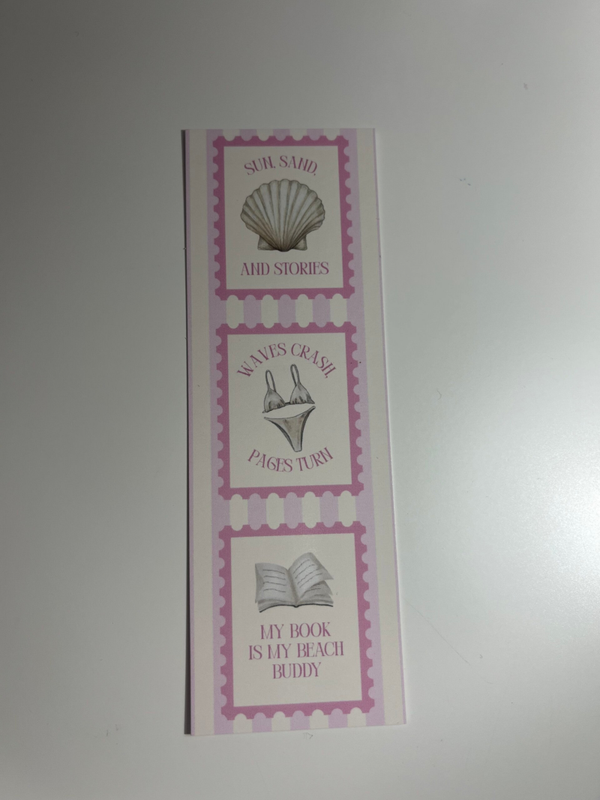 SUN, SAND,
AND STORIES
WAVES CRASH,
PAGES TURN
MY BOOK
IS MY BEACH
BUDDY